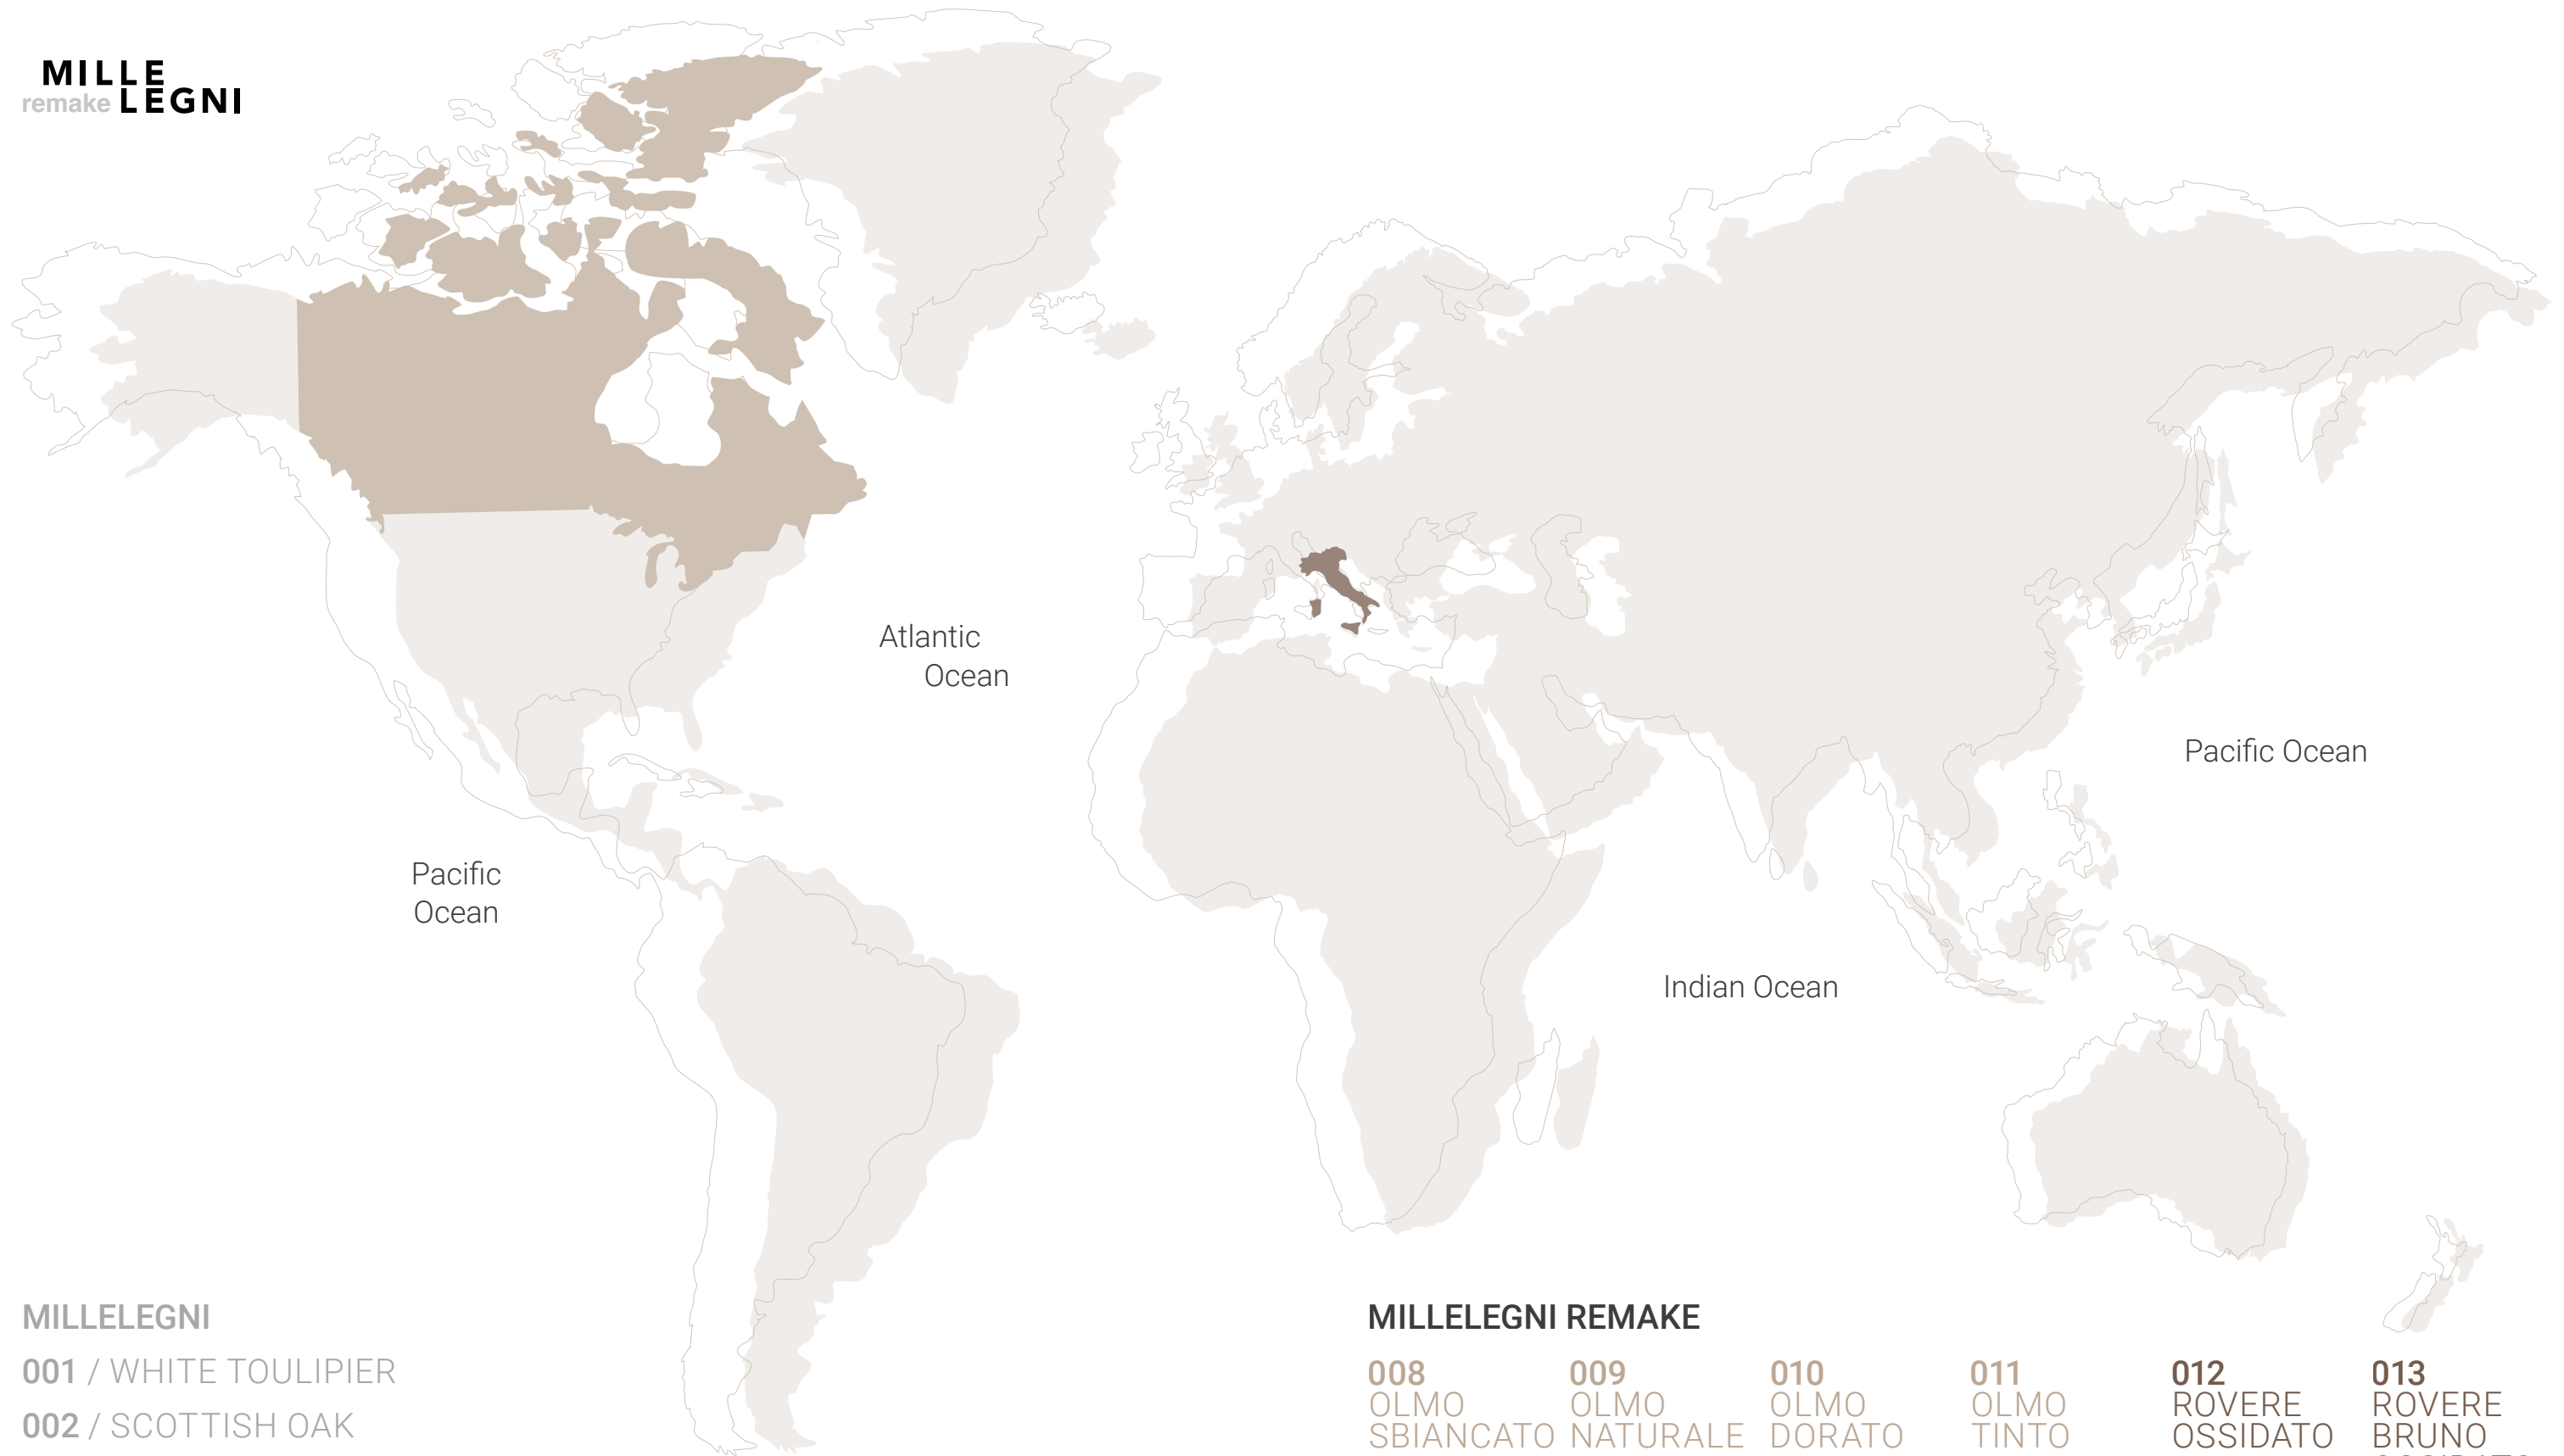 MILLE
remake LEGNI
Atlantic
Ocean
Pacific Ocean
Pacific
Ocean
Indian Ocean
MILLELEGNI
001 / WHITE TOULIPIER
002 / SCOTTISH OAK
MILLELEGNI REMAKE
008
OLMO
SBIANCATO
009
OLMO
NATURALE
010
OLMO
DORATO
011
OLMO
TINTO
012
ROVERE
OSSIDATO
013
ROVERE
BRUNO